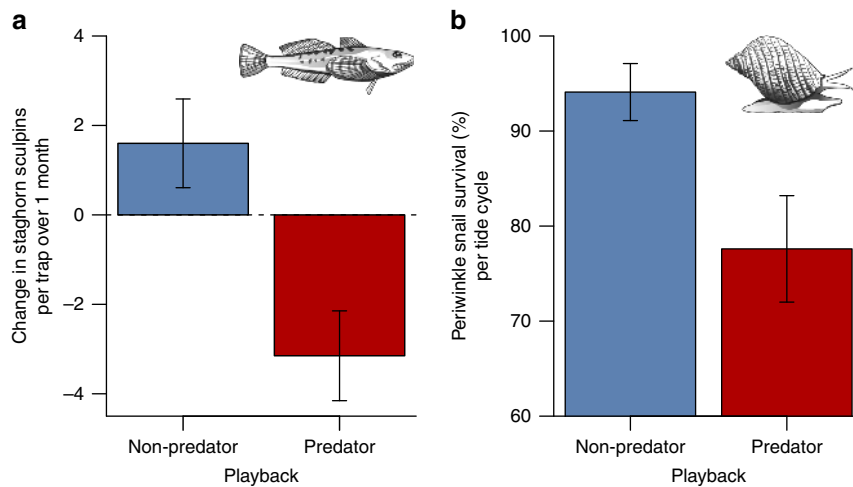 a
Change in staghorn sculpins
per trap over 1 month
4
2
0
–2
–4
Non-predator
Predator
Playback
b
Periwinkle snail survival (%)
per tide cycle
100
90
80
70
60
Non-predator
Predator
Playback